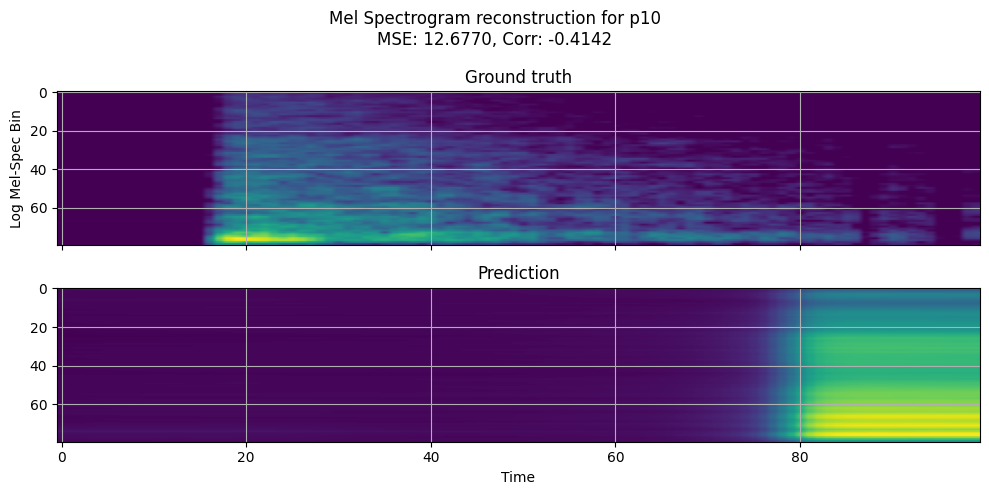 Mel Spectrogram reconstruction for p10
MSE: 12.6770, Corr: -0.4142
Ground truth
0
20
40
60
Log Mel-Spec Bin
Prediction
0
20
40
60
0 20 40 60 80
Time